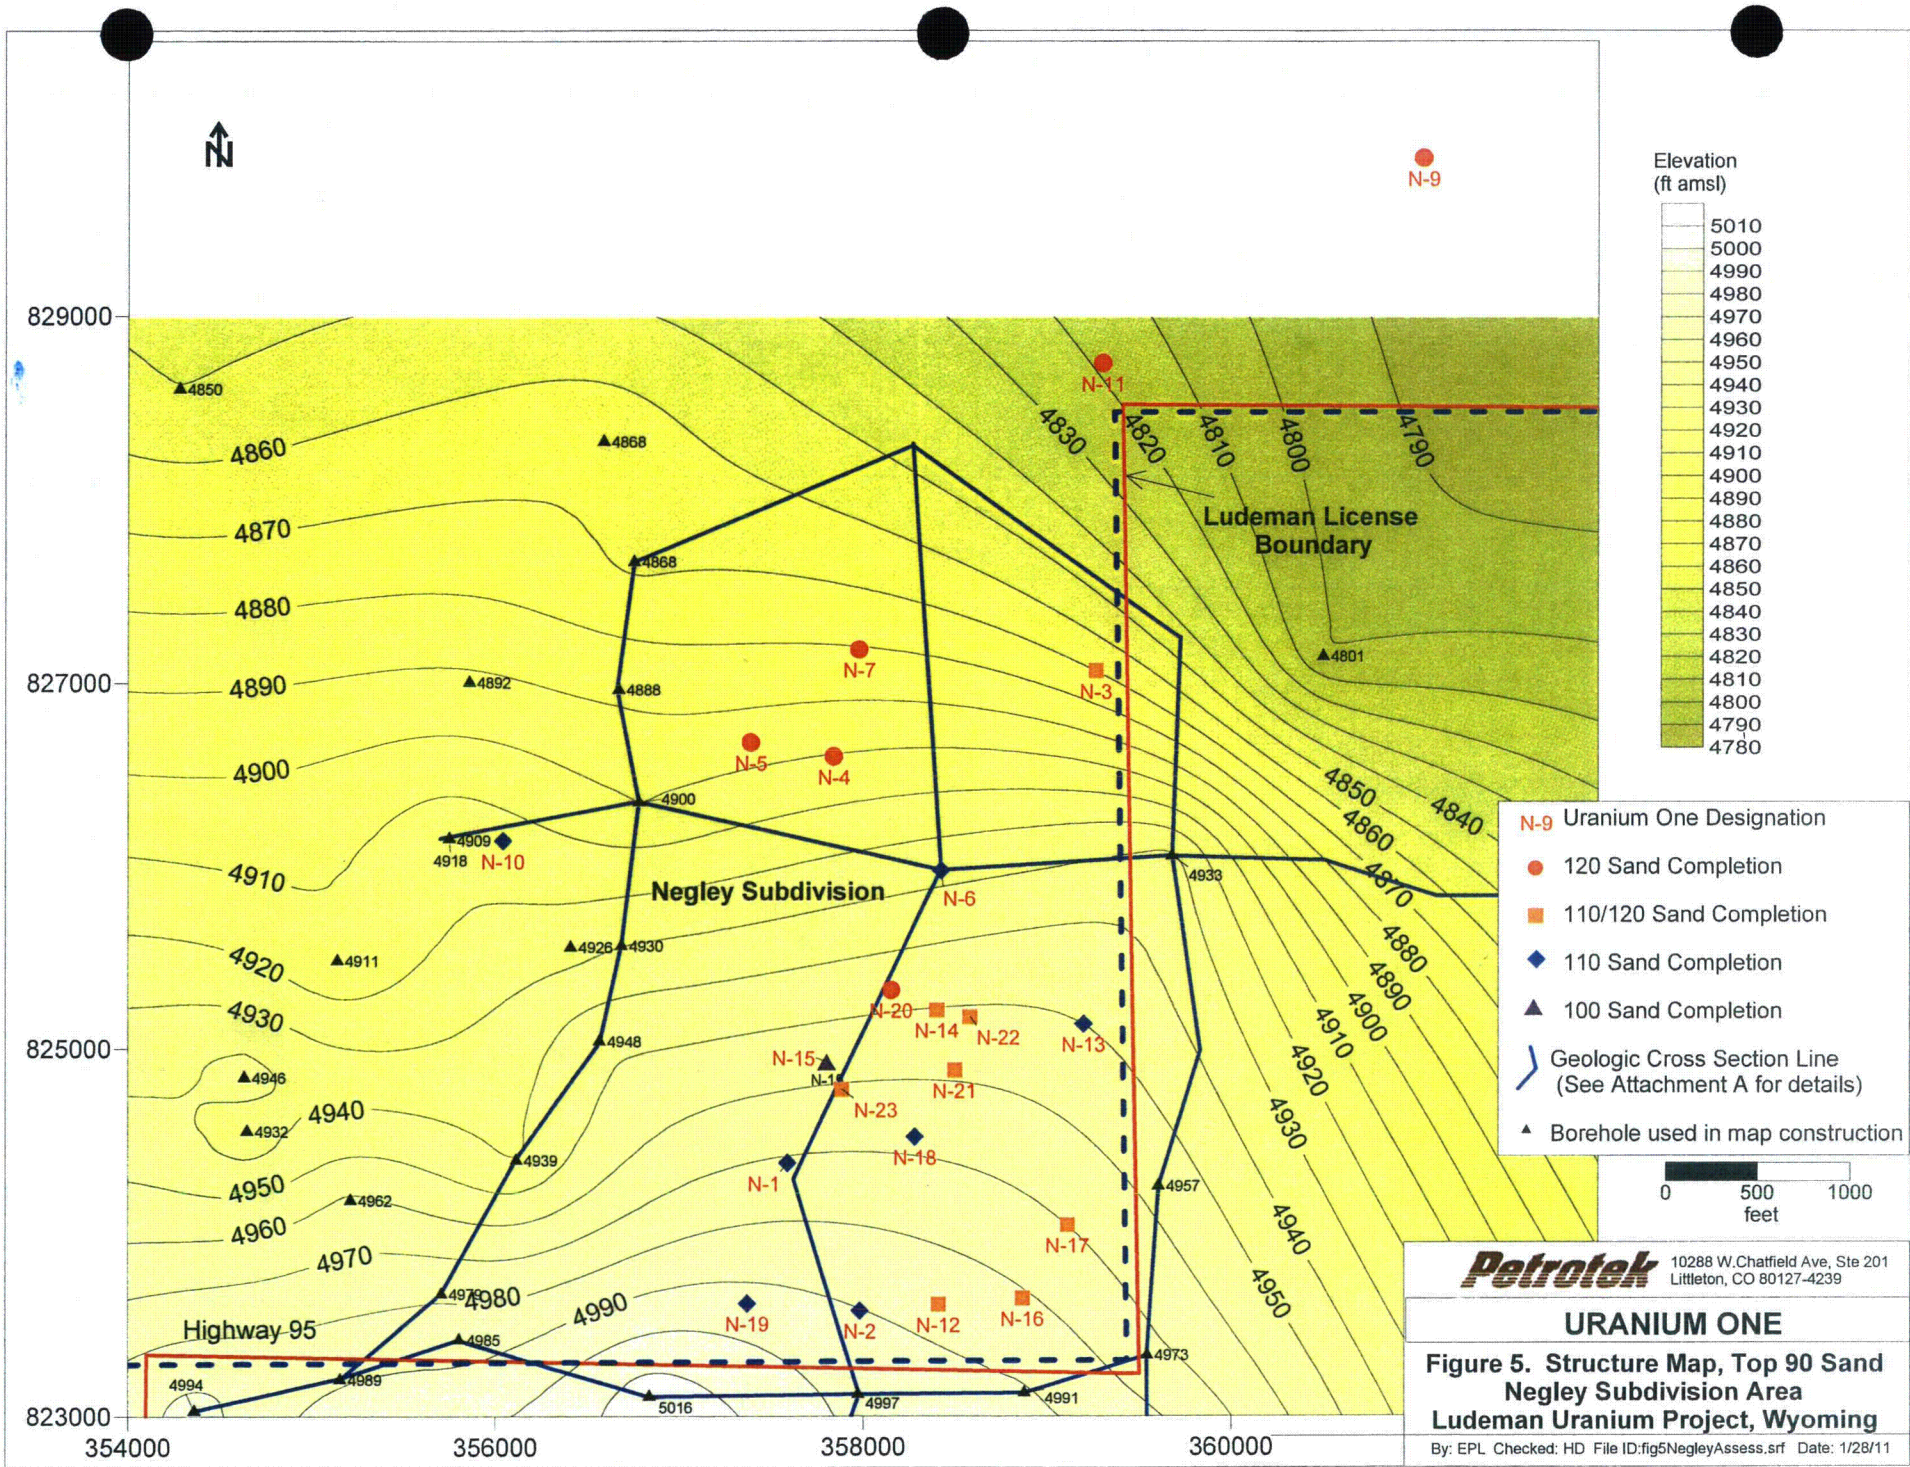 N
N-9
Elevation
(ft amsl)
5010
5000
4990
4980
4970
4960
4950
4940
4930
4920
4910
4900
4890
4880
4870
4860
4850
4840
4830
4820
4810
4800
4790
4780
829000
827000
825000
823000
354000
356000
358000
360000
N-11
4850
4860
4868
4830
4820
4810
4800
4790
Ludeman License
Boundary
4870
4868
4880
N-7
4801
4890
4892
4888
N-3
4900
N-5
N-4
4900
4850
4840
4860
4909
4918
N-10
4910
Negley Subdivision
N-6
4933
4870
4920
4911
4926
4930
4880
4890
4930
N-20
N-14
N-22
N-13
4900
4910
4948
4946
N-15
N-21
4920
4940
N-23
4932
4930
N-18
4939
N-1
4950
4962
4957
4960
4940
N-17
4970
4950
4980
4990
Highway 95
N-19
N-2
N-12
N-16
4985
4973
4989
4994
5016
4997
4991
N-9 Uranium One Designation
120 Sand Completion
110/120 Sand Completion
110 Sand Completion
100 Sand Completion
Geologic Cross Section Line
(See Attachment A for details)
Borehole used in map construction
0 500 1000
feet
Petrotek
10288 W.Chatfield Ave, Ste 201
Littleton, CO 80127-4239
URANIUM ONE
Figure 5. Structure Map, Top 90 Sand
Negley Subdivision Area
Ludeman Uranium Project, Wyoming
By: EPL Checked: HD File ID:fig5NegleyAssess.srf Date: 1/28/11